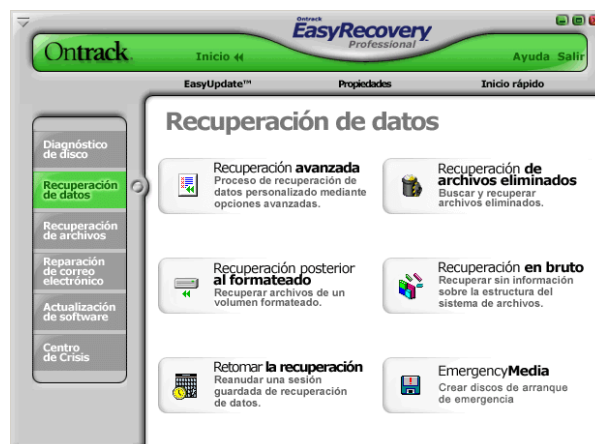 Ontrack
EasyRecovery
Professional
Ontrack.
Inicio
Ayuda Salir
EasyUpdate™ Propiedades Inicio rápido
Diagnóstico
de disco
Recuperación
de datos
Recuperación
de archivos
Reparación
de correo
electrónico
Actualización
de software
Centro
de Crisis
Recuperación de datos
Recuperación avanzada
Proceso de recuperación de
datos personalizado mediante
opciones avanzadas.
Recuperación de
archivos eliminados
Buscar y recuperar
archivos eliminados.
Recuperación posterior
al formateado
Recuperar archivos de un
volumen formateado.
Recuperación en bruto
Recuperar sin información
sobre la estructura del
sistema de archivos.
Retomar la recuperación
Reanudar una sesión
guardada de recuperación
de datos.
EmergencyMedia
Crear discos de arranque
de emergencia